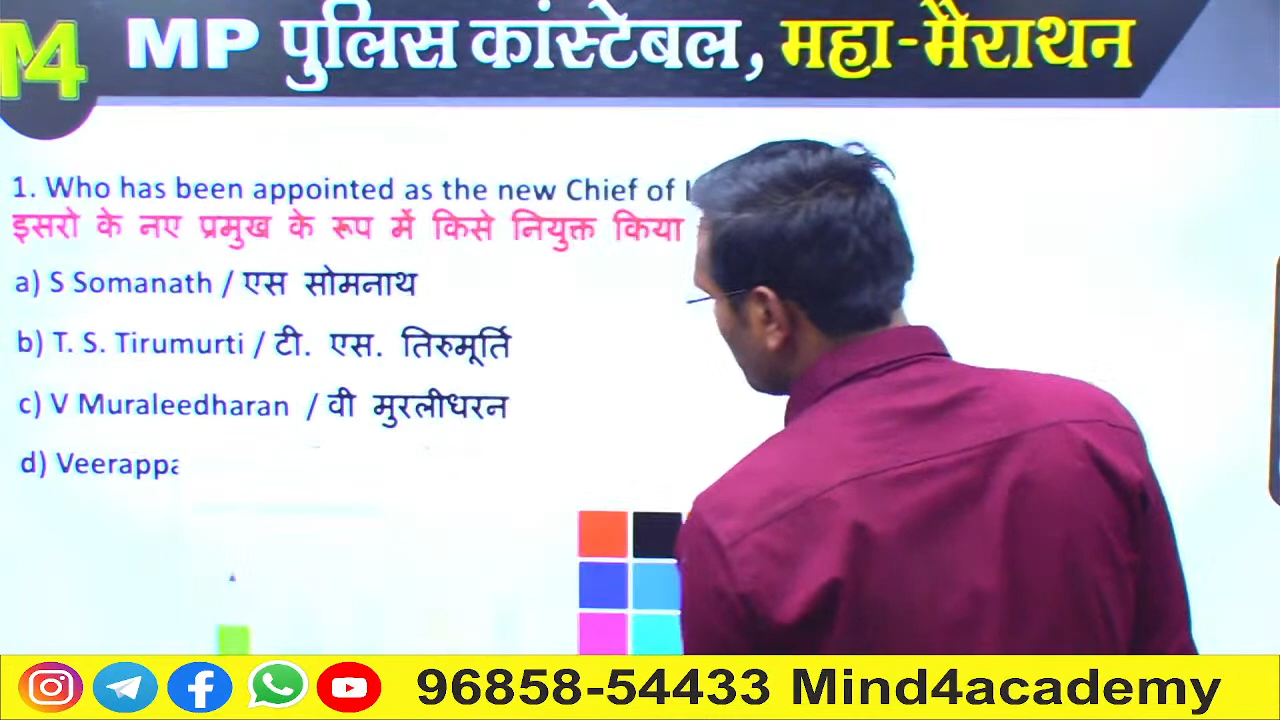 M4
MP पुलिस कांस्टेबल, महा-मैराथन
1. Who has been appointed as the new Chief of
इसरो के नए प्रमुख के रूप में किसे नियुक्त किया
a) S Somanath / एस सोमनाथ
b) T. S. Tirumurti / टी. एस. तिरुमूर्ति
c) V Muraleedharan / वी मुरलीधरन
d) Veerappa
96858-54433 Mind4academy